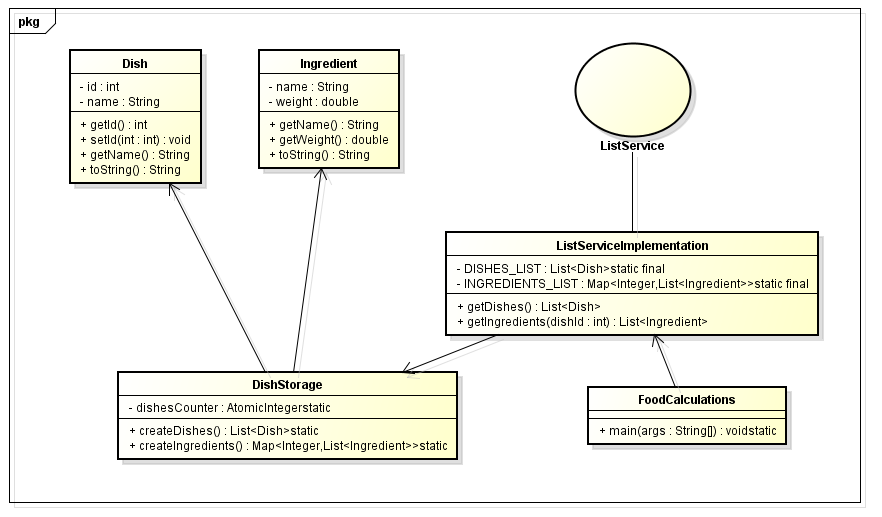 pkg
Dish
- id : int
- name : String
+ getId() : int
+ setId(int : int) : void
+ getName() : String
+ toString() : String
Ingredient
- name : String
- weight : double
+ getName() : String
+ getWeight() : double
+ toString() : String
ListService
ListServiceImplementation
- DISHES_LIST : List<Dish>static final
- INGREDIENTS_LIST : Map<Integer,List<Ingredient>>static final
+ getDishes() : List<Dish>
+ getIngredients(dishId : int) : List<Ingredient>
DishStorage
- dishesCounter : AtomicIntegerstatic
+ createDishes() : List<Dish>static
+ createIngredients() : Map<Integer,List<Ingredient>>static
FoodCalculations
+ main(args : String[]) : voidstatic